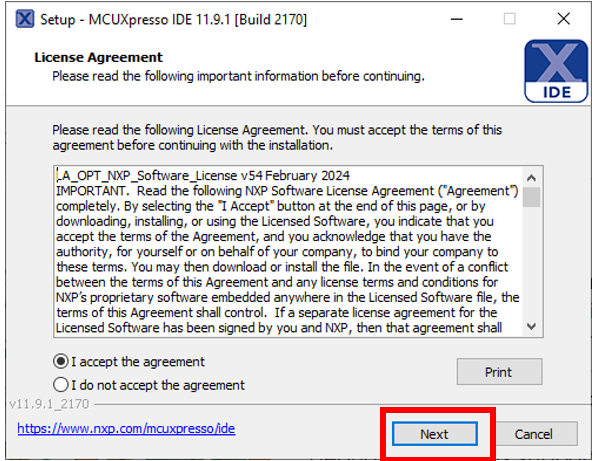 Setup - MCUXpresso IDE 11.9.1 [Build 2170]
License Agreement
Please read the following important information before continuing.
X
IDE
Please read the following License Agreement. You must accept the terms of this
agreement before continuing with the installation.
LA_OPT_NXP_Software_License v54 February 2024
IMPORTANT.  Read the following NXP Software License Agreement ("Agreement")
completely. By selecting the "I Accept" button at the end of this page, or by
downloading, installing, or using the Licensed Software, you indicate that you
accept the terms of the Agreement, and you acknowledge that you have the
authority, for yourself or on behalf of your company, to bind your company to
these terms. You may then download or install the file. In the event of a conflict
between the terms of this Agreement and any license terms and conditions for
NXP's proprietary software embedded anywhere in the Licensed Software file, the
terms of this Agreement shall control.  If a separate license agreement for the
Licensed Software has been signed by you and NXP, then that agreement shall
I accept the agreement
I do not accept the agreement
Print
v11.9.1_2170
https://www.nxp.com/mcuxpresso/ide
Next
Cancel